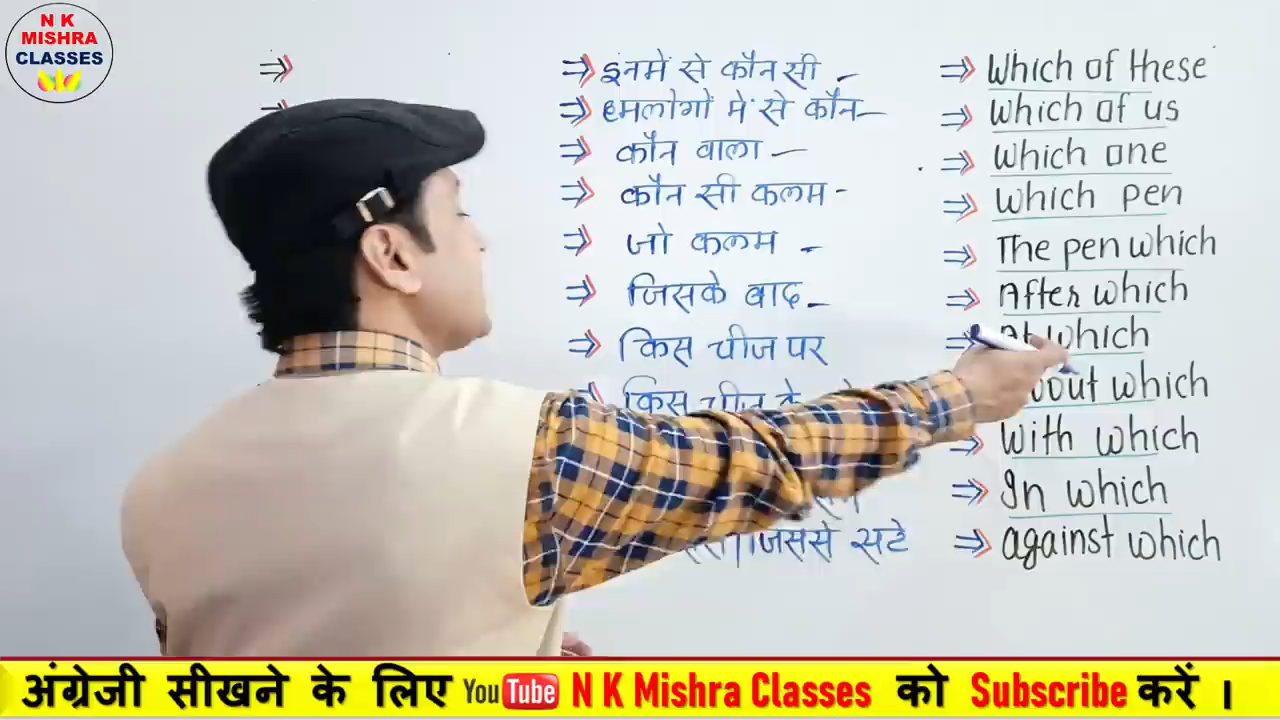 N K
MISHRA
CLASSES
⇒ इनमें से कौन सी – ⇒ Which of these
⇒ हमलोगों में से कौन – ⇒ Which of us
⇒ कौन वाला – ⇒ Which one
⇒ कौन सी कलम - ⇒ Which pen
⇒ जो कलम - ⇒ The pen which
⇒ जिसके बाद - ⇒ After which
⇒ किस चीज पर ⇒ At which
⇒ किस चीज के which
⇒ With which
⇒ In which
जिससे सटे ⇒ against which
अंग्रेजी सीखने के लिए YouTube N K Mishra Classes को Subscribe करें ।